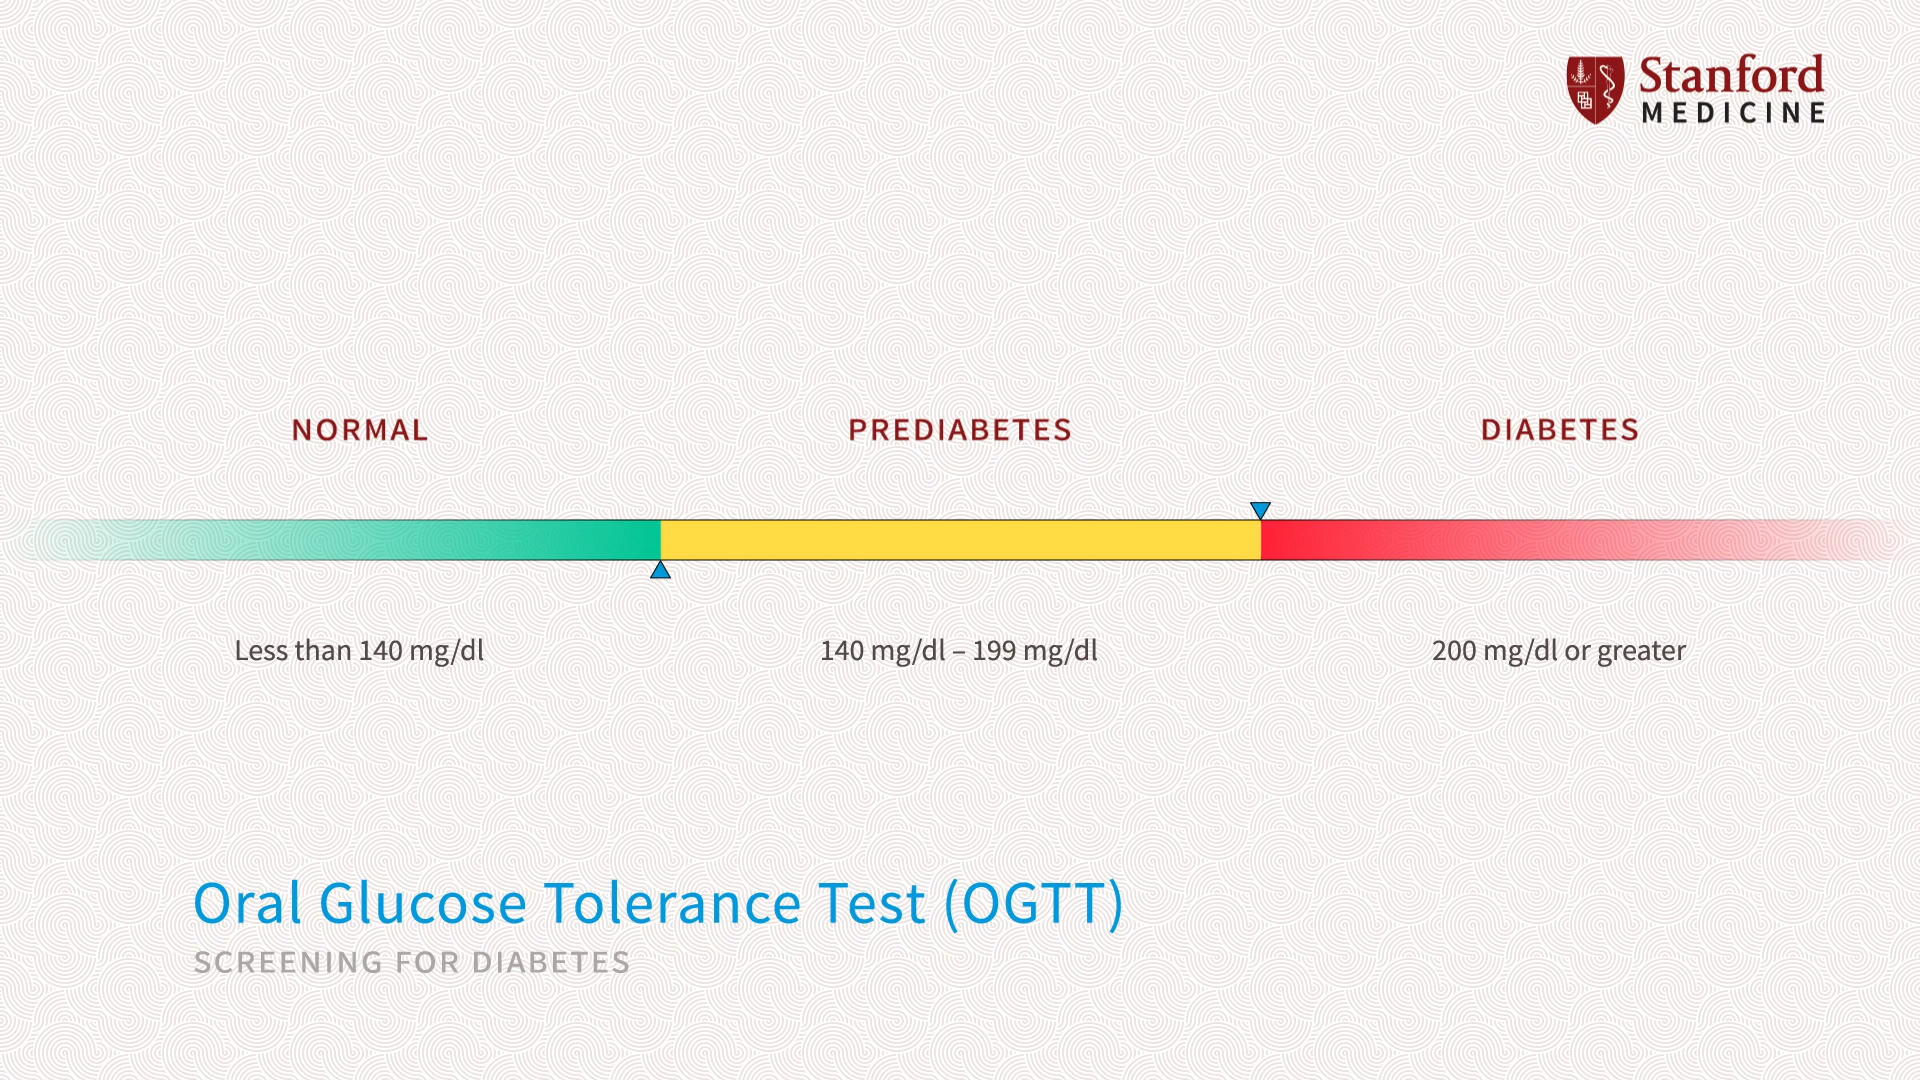 Stanford
MEDICINE
NORMAL
PREDIABETES
DIABETES
Less than 140 mg/dl
140 mg/dl – 199 mg/dl
200 mg/dl or greater
Oral Glucose Tolerance Test (OGTT)
SCREENING FOR DIABETES